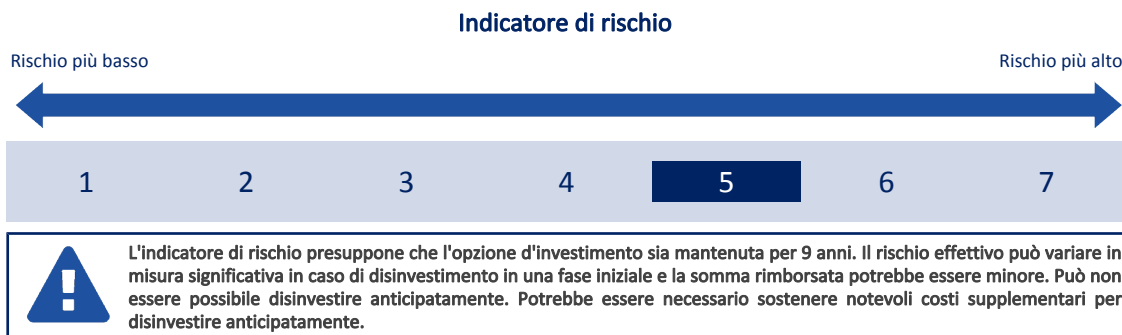 Indicatore di rischio
Rischio più basso
Rischio più alto
1 2 3 4 5 6 7
L'indicatore di rischio presuppone che l'opzione d'investimento sia mantenuta per 9 anni. Il rischio effettivo può variare in
misura significativa in caso di disinvestimento in una fase iniziale e la somma rimborsata potrebbe essere minore. Può non
essere possibile disinvestire anticipatamente. Potrebbe essere necessario sostenere notevoli costi supplementari per
disinvestire anticipatamente.